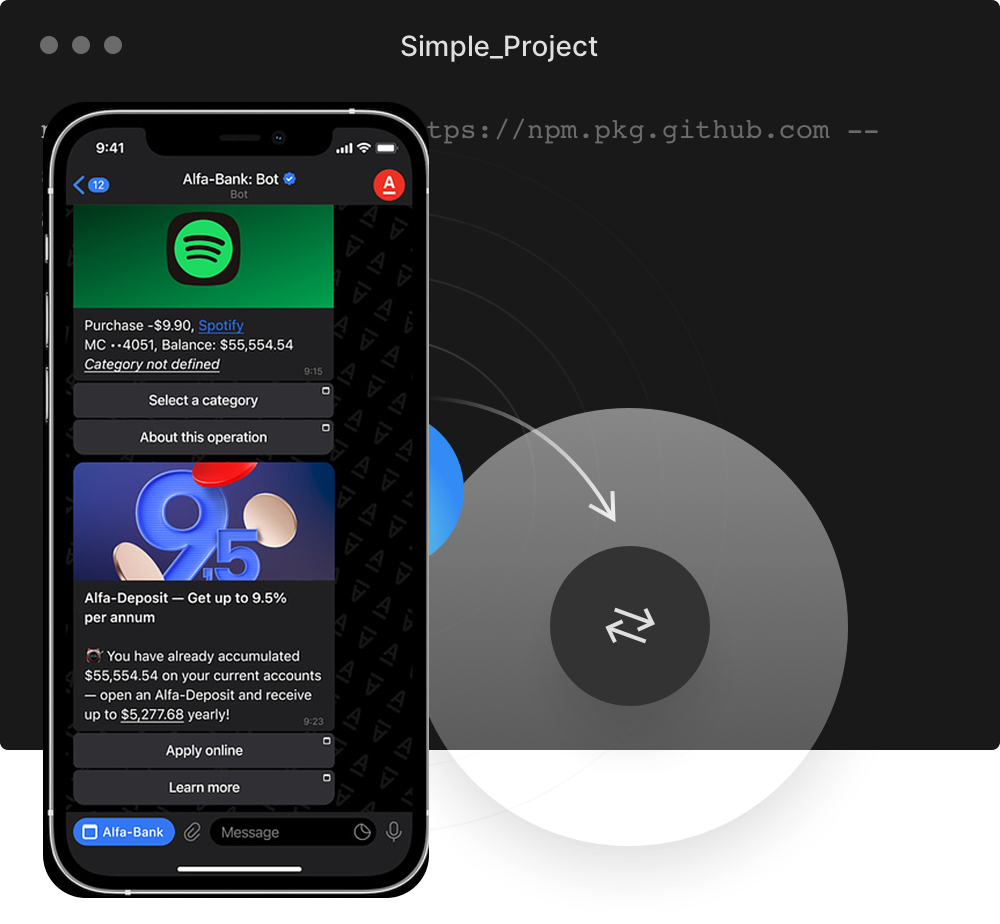 Simple_Project
tps://npm.pkg.github.com --
9:41
12
Alfa-Bank: Bot
Bot
A
Purchase -$9.90, Spotify
MC ••4051, Balance: $55,554.54
Category not defined
9:15
Select a category
About this operation
9,5
Alfa-Deposit — Get up to 9.5%
per annum
You have already accumulated
$55,554.54 on your current accounts
— open an Alfa-Deposit and receive
up to $5,277.68 yearly!
9:23
Apply online
Learn more
Alfa-Bank
Message